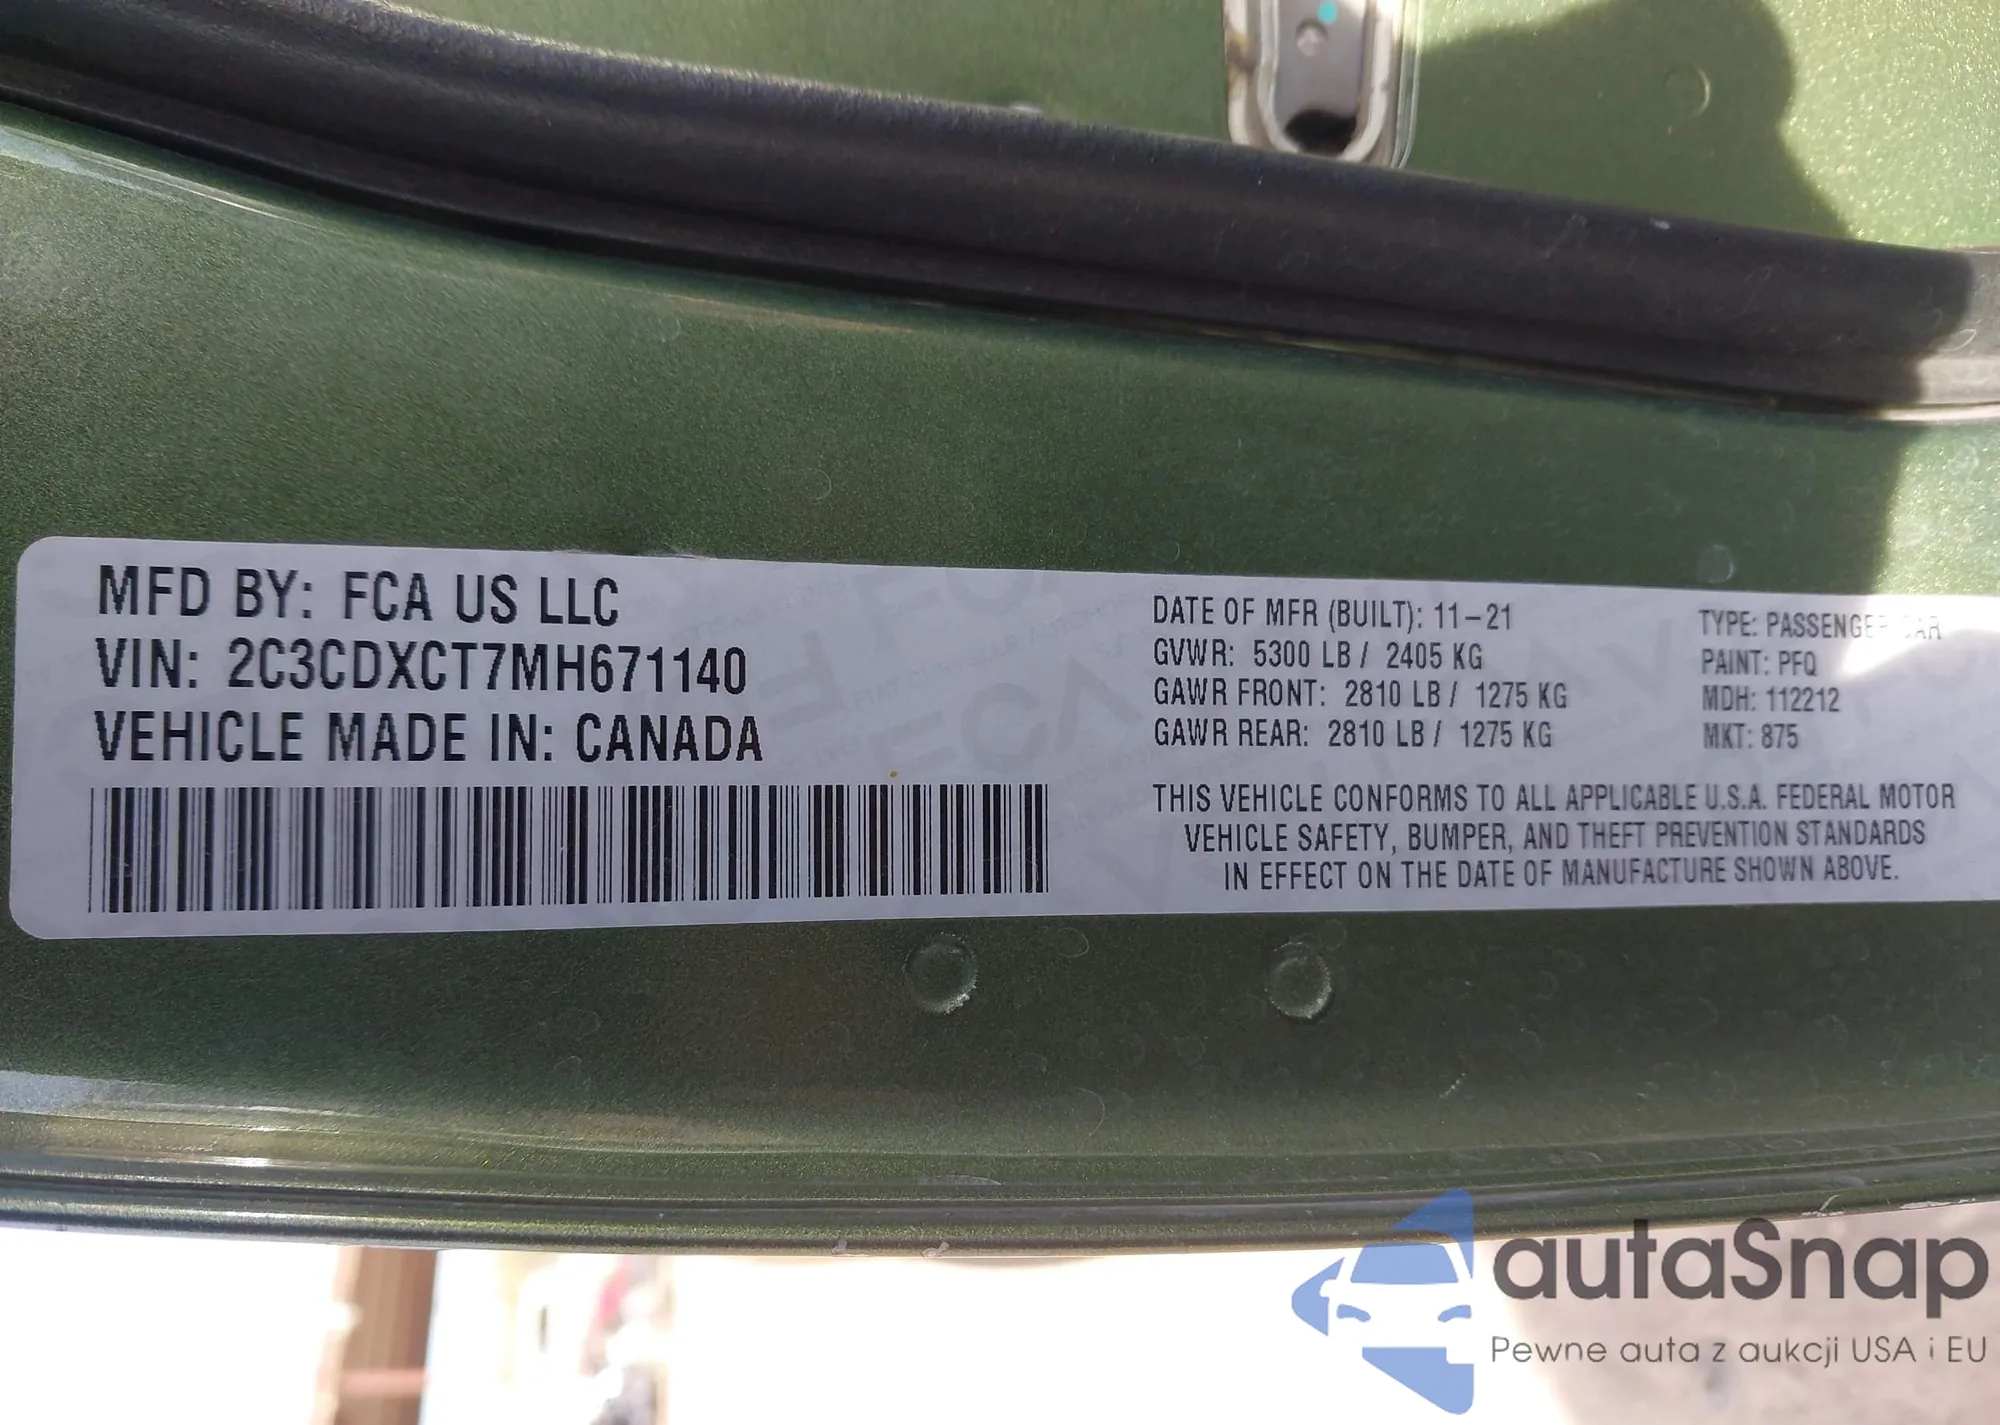 MFD BY: FCA US LLC
VIN: 2C3CDXCT7MH671140
VEHICLE MADE IN: CANADA
DATE OF MFR (BUILT): 11-21
GVWR: 5300 LB / 2405 KG
GAWR FRONT: 2810 LB / 1275 KG
GAWR REAR: 2810 LB / 1275 KG
TYPE: PASSENGER CAR
PAINT: PFQ
MDH: 112212
MKT: 875
THIS VEHICLE CONFORMS TO ALL APPLICABLE U.S.A. FEDERAL MOTOR
VEHICLE SAFETY, BUMPER, AND THEFT PREVENTION STANDARDS
IN EFFECT ON THE DATE OF MANUFACTURE SHOWN ABOVE.
autaSnap
Pewne auta z aukcji USA i EU